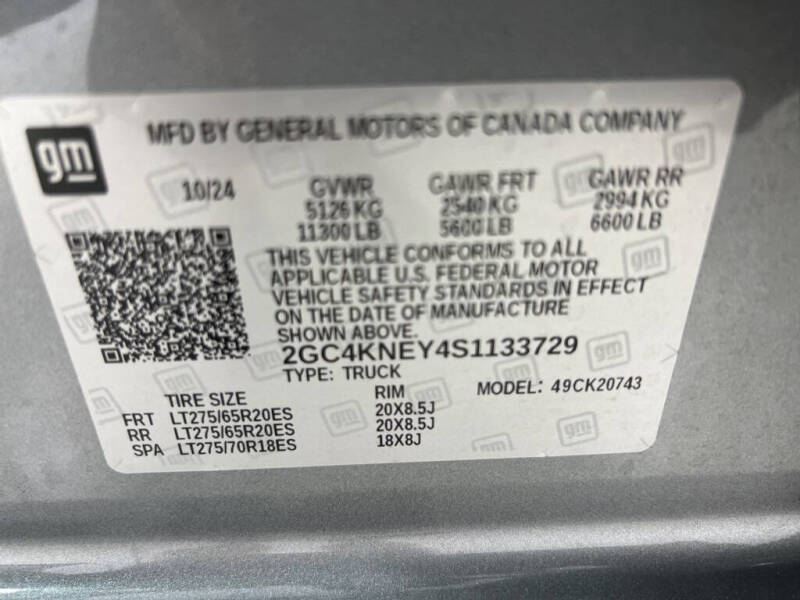 MFD BY GENERAL MOTORS OF CANADA COMPANY
gm
10/24 GVWR GAWR FRT GAWR RR
5126 KG 2540 KG 2994 KG
11300 LB 5600 LB 6600 LB
THIS VEHICLE CONFORMS TO ALL
APPLICABLE U.S. FEDERAL MOTOR
VEHICLE SAFETY STANDARDS IN EFFECT
ON THE DATE OF MANUFACTURE
SHOWN ABOVE.
2GC4KNEY4S1133729
TYPE: TRUCK MODEL: 49CK20743
TIRE SIZE RIM
FRT LT275/65R20ES 20X8.5J
RR LT275/65R20ES 20X8.5J
SPA LT275/70R18ES 18X8J